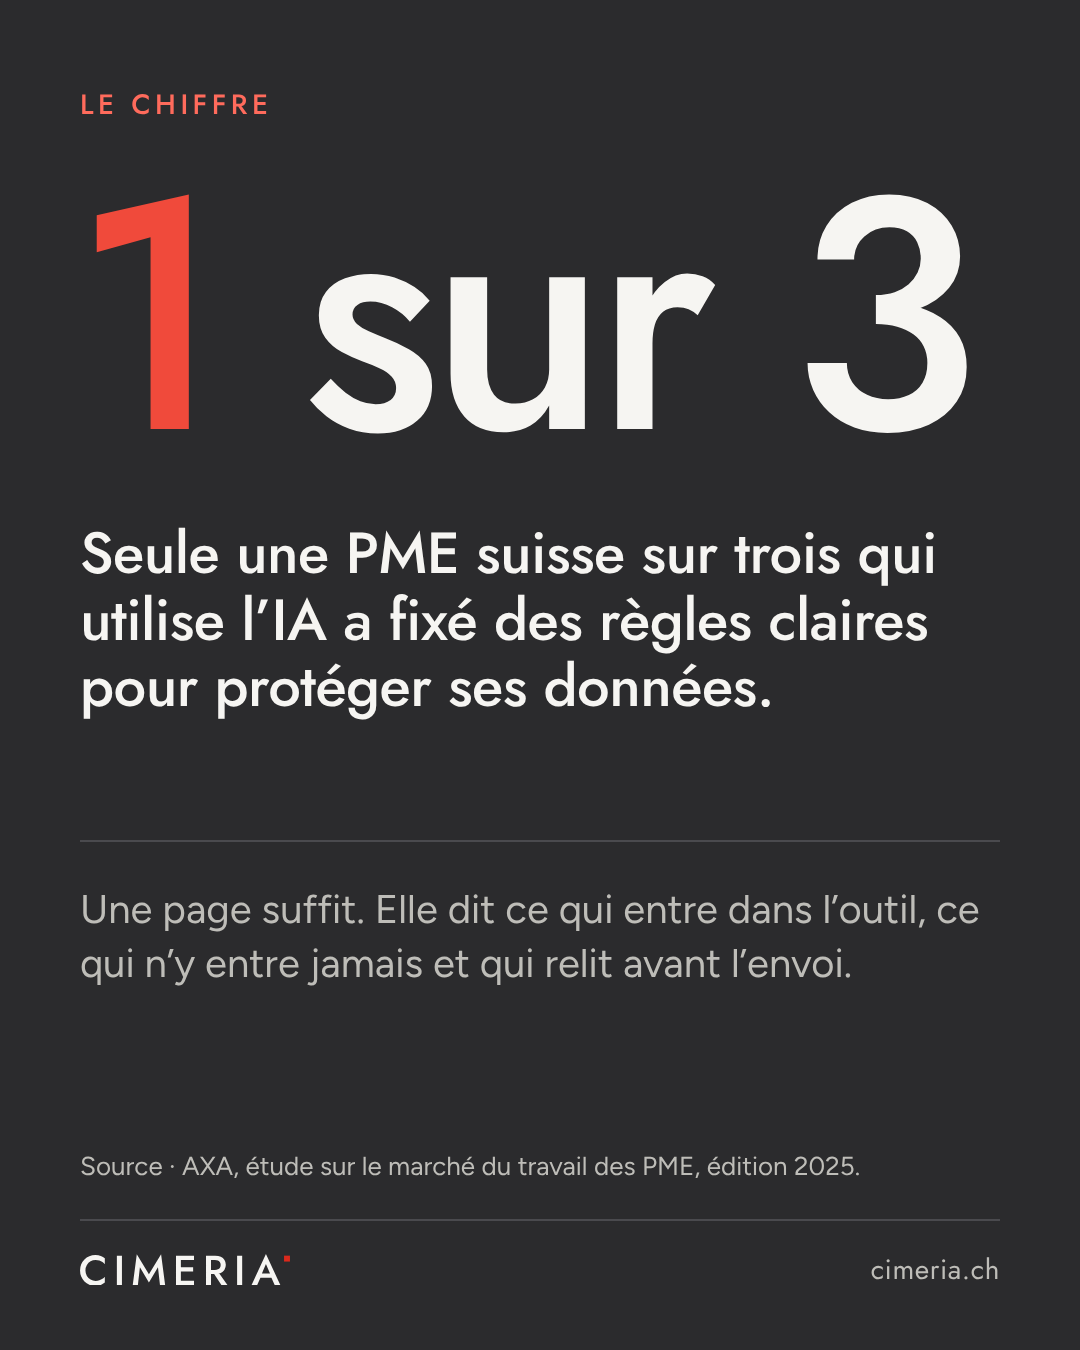 LE CHIFFRE
1 sur 3
Seule une PME suisse sur trois qui
utilise l’IA a fixé des règles claires
pour protéger ses données.
Une page suffit. Elle dit ce qui entre dans l’outil, ce
qui n’y entre jamais et qui relit avant l’envoi.
Source · AXA, étude sur le marché du travail des PME, édition 2025.
CIMERIA
cimeria.ch